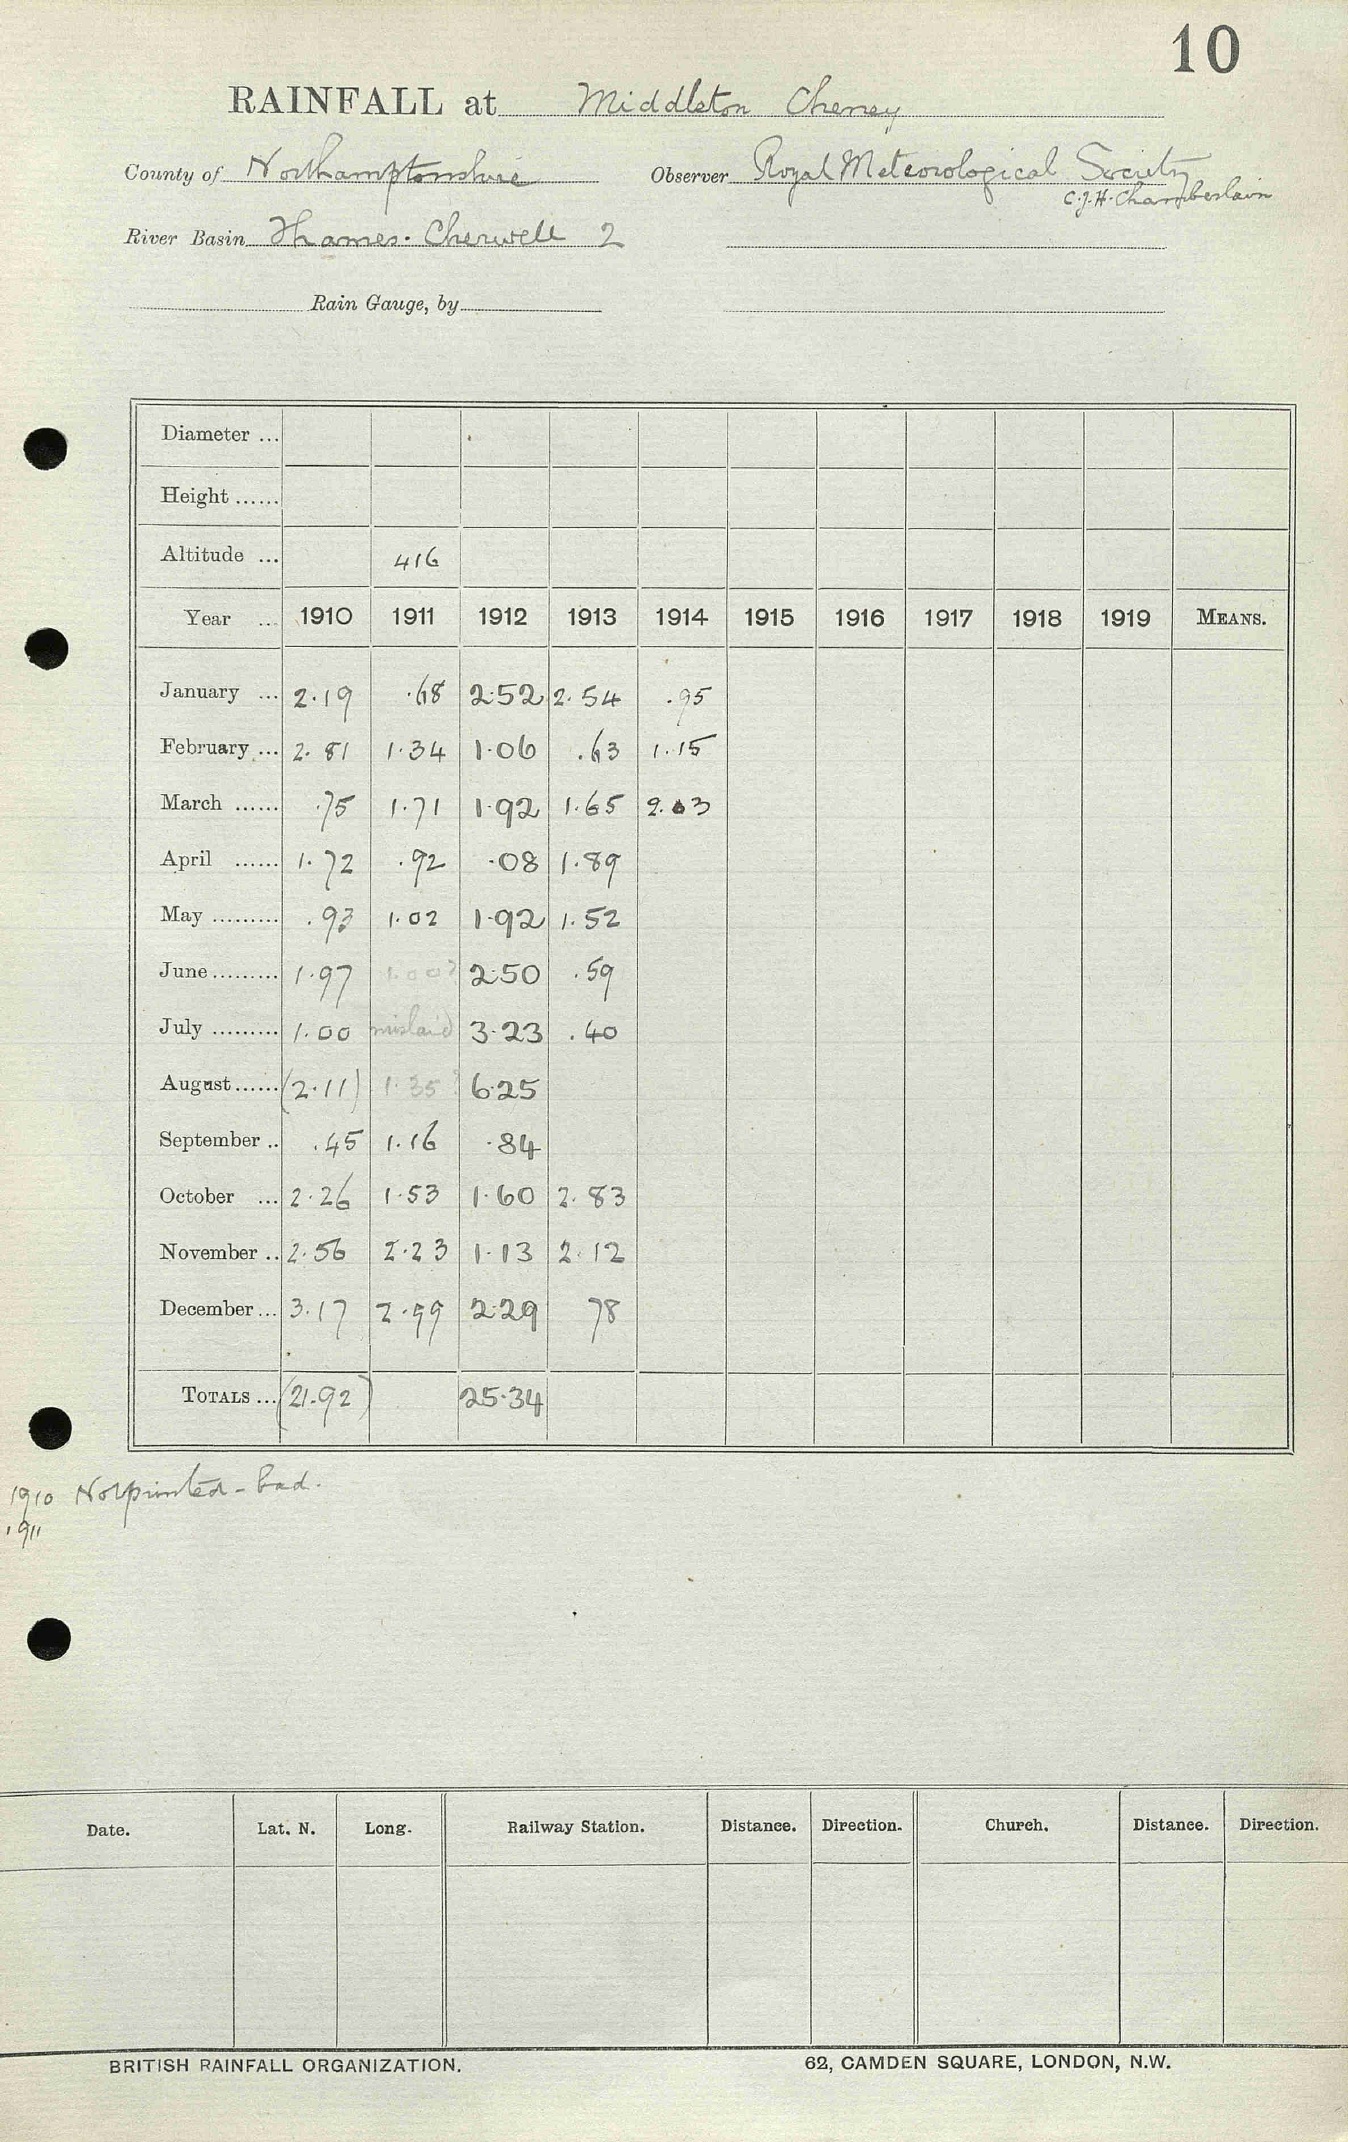 10
RAINFALL at Middleton Cheney
County of Northamptonshire Observer Royal Meteorological Society
C.J.H. Chamberlain
River Basin Thames. Cherwell 2
Rain Gauge, by
Diameter ...
Height ......
Altitude ... 416
Year ... 1910 1911 1912 1913 1914 1915 1916 1917 1918 1919 MEANS.
January ... 2.19 .68 2.52 2.54 .95
February ... 2.81 1.34 1.06 .63 1.15
March ...... .75 1.71 1.92 1.65 2.03
April ...... 1.72 .92 .08 1.89
May ......... .93 1.02 1.92 1.52
June ......... 1.97 1.00? 2.50 .59
July ......... 1.00 mislaid 3.23 .40
August ...... (2.11) 1.35? 6.25
September .. .45 1.16 .84
October ... 2.26 1.53 1.60 2.83
November .. 2.56 2.23 1.13 2.12
December ... 3.17 2.99 2.29 78
TOTALS ... (21.92) 25.34
1910 Not printed - bad.
1911
Date. Lat. N. Long. Railway Station. Distance. Direction. Church. Distance. Direction.
BRITISH RAINFALL ORGANIZATION. 62, CAMDEN SQUARE, LONDON, N.W.